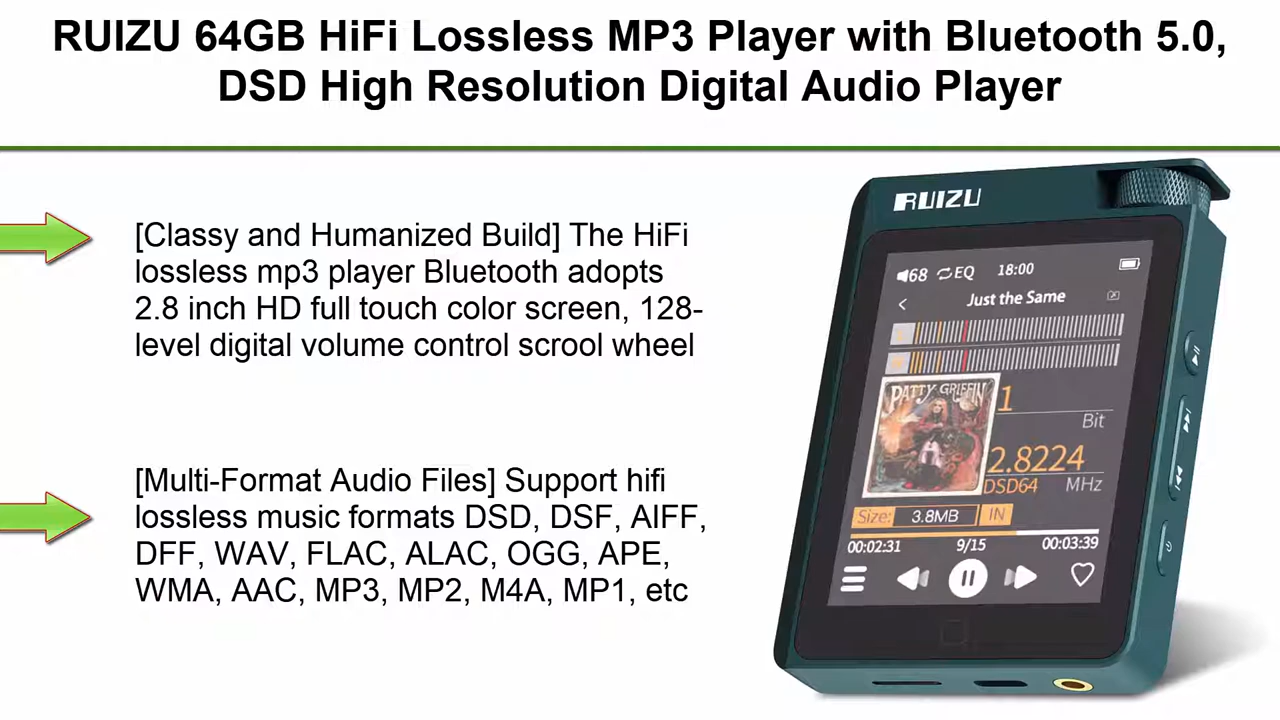 RUIZU 64GB HiFi Lossless MP3 Player with Bluetooth 5.0,
DSD High Resolution Digital Audio Player
[Classy and Humanized Build] The HiFi
lossless mp3 player Bluetooth adopts
2.8 inch HD full touch color screen, 128-
level digital volume control scrool wheel
[Multi-Format Audio Files] Support hifi
lossless music formats DSD, DSF, AIFF,
DFF, WAV, FLAC, ALAC, OGG, APE,
WMA, AAC, MP3, MP2, M4A, MP1, etc
RUIZU
68 EQ 18:00
Just the Same
PATTY GRIFFIN
1
Bit
2.8224
DSD64 MHz
Size: 3.8MB IN
00:02:31 9/15 00:03:39